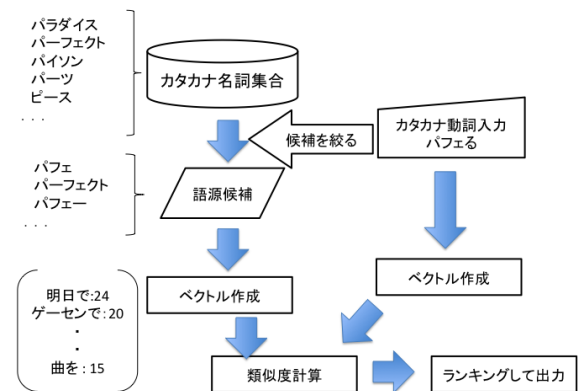 パラダイス
パーフェクト
パイソン
パーツ
ピース
・・・
カタカナ名詞集合
候補を絞る
カタカナ動詞入力
パフェる
パフェ
パーフェクト
パフェー
・・・
語源候補
明日で:24
ゲーセンで:20
・
・
曲を:15
ベクトル作成
ベクトル作成
類似度計算
ランキングして出力